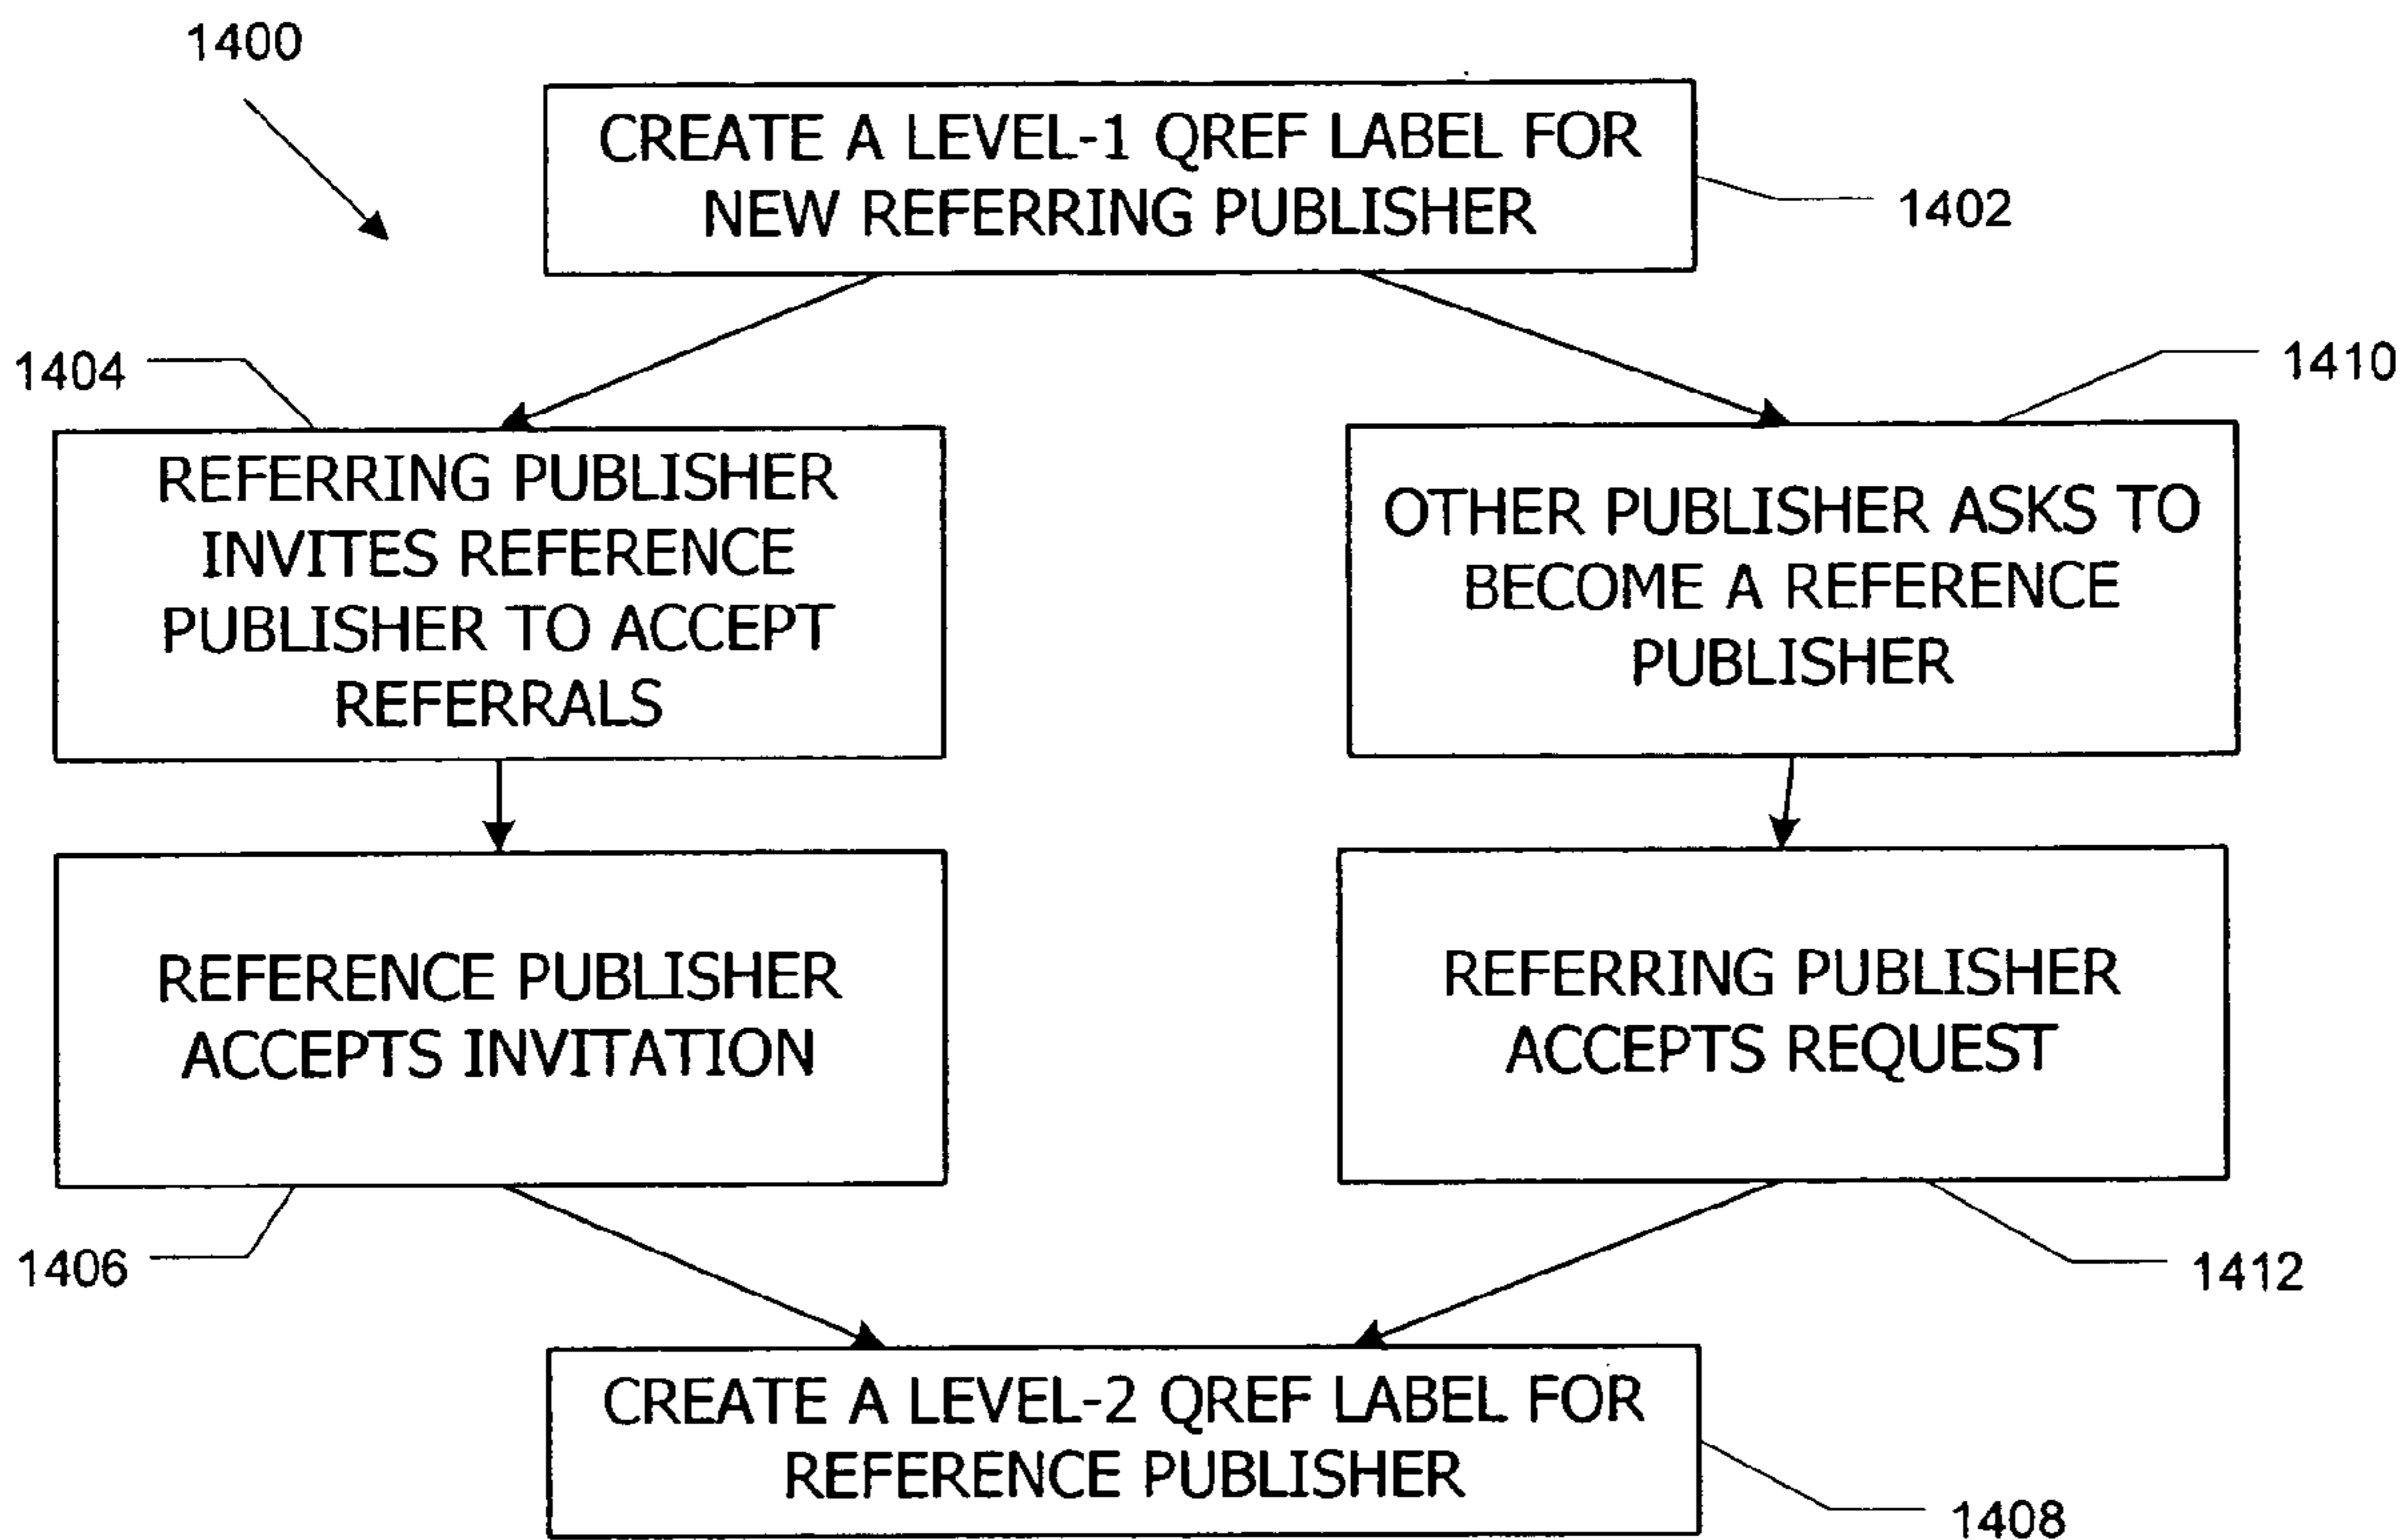 1400
CREATE A LEVEL-1 QREF LABEL FOR
NEW REFERRING PUBLISHER
1402
1404
REFERRING PUBLISHER
INVITES REFERENCE
PUBLISHER TO ACCEPT
REFERRALS
1410
OTHER PUBLISHER ASKS TO
BECOME A REFERENCE
PUBLISHER
REFERENCE PUBLISHER
ACCEPTS INVITATION
1406
REFERRING PUBLISHER
ACCEPTS REQUEST
1412
CREATE A LEVEL-2 QREF LABEL FOR
REFERENCE PUBLISHER
1408